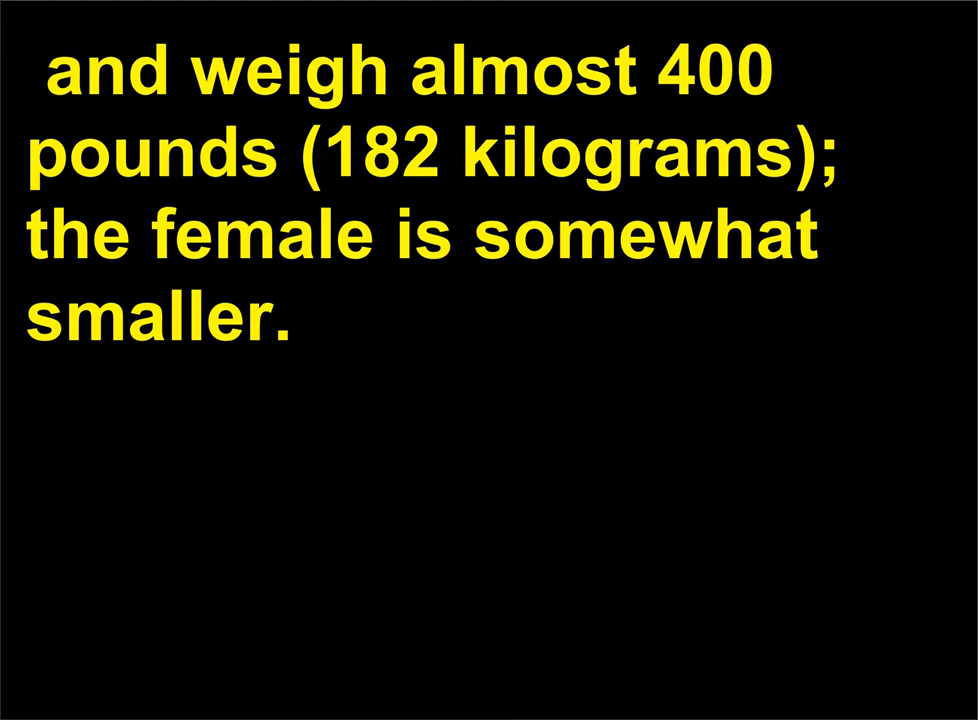 and weigh almost 400
pounds (182 kilograms);
the female is somewhat
smaller.